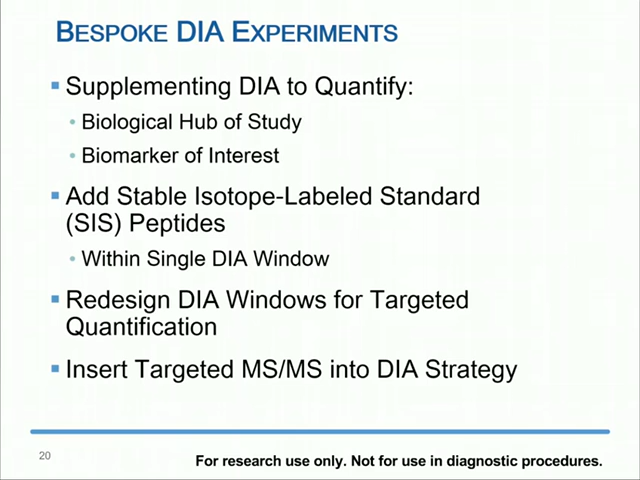 BESPOKE DIA EXPERIMENTS
▪ Supplementing DIA to Quantify:
• Biological Hub of Study
• Biomarker of Interest
▪ Add Stable Isotope-Labeled Standard
(SIS) Peptides
• Within Single DIA Window
▪ Redesign DIA Windows for Targeted
Quantification
▪ Insert Targeted MS/MS into DIA Strategy
20
For research use only. Not for use in diagnostic procedures.